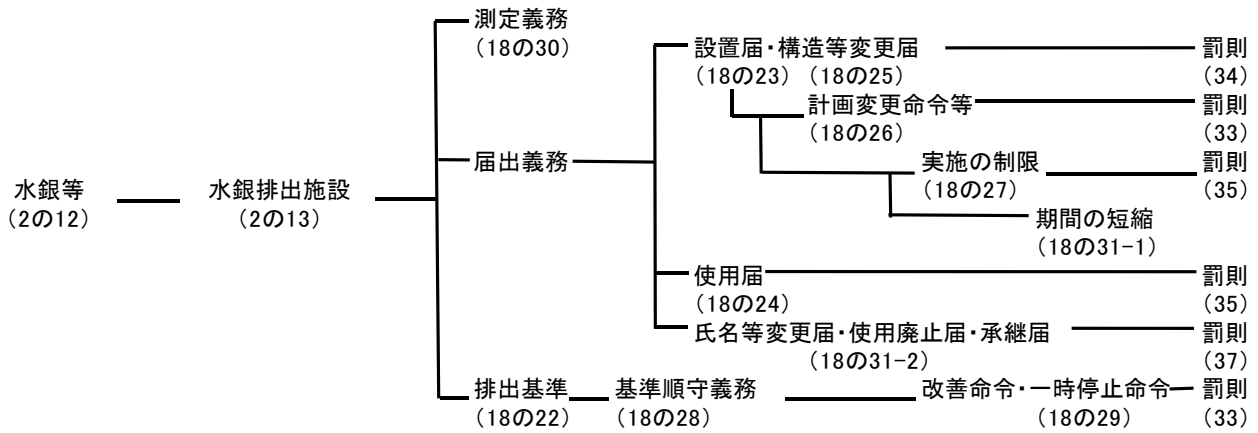 測定義務
(18の30)
設置届・構造等変更届
罰則
(18の23) (18の25)
(34)
計画変更命令等
罰則
(18の26)
(33)
届出義務
実施の制限
罰則
(18の27)
(35)
水銀等
水銀排出施設
(2の12)
(2の13)
期間の短縮
(18の31-1)
使用届
罰則
(18の24)
(35)
氏名等変更届・使用廃止届・承継届
罰則
(18の31-2)
(37)
排出基準
基準順守義務
改善命令・一時停止命令
罰則
(18の22)
(18の28)
(18の29)
(33)